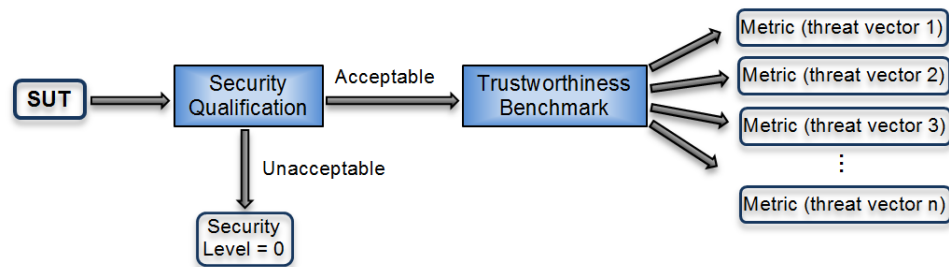 SUT
Security
Qualification
Acceptable
Unacceptable
Security
Level = 0
Trustworthiness
Benchmark
Metric (threat vector 1)
Metric (threat vector 2)
Metric (threat vector 3)
⋮
Metric (threat vector n)